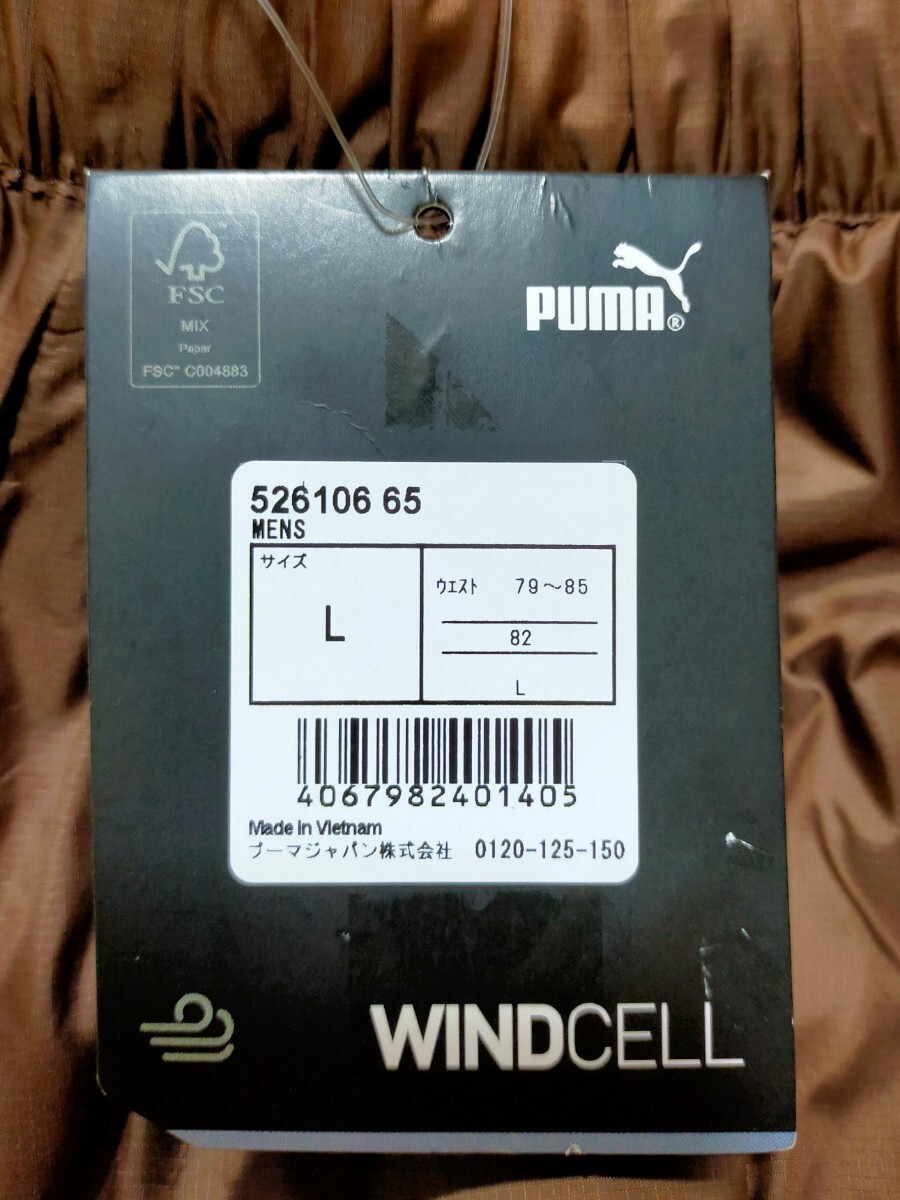 FSC
MIX
Paper
FSC™ C004883
PUMA®
526106 65
MENS
サイズ
L
ウエスト 79～85
82
L
4067982401405
Made in Vietnam
プーマジャパン株式会社 0120-125-150
WINDCELL